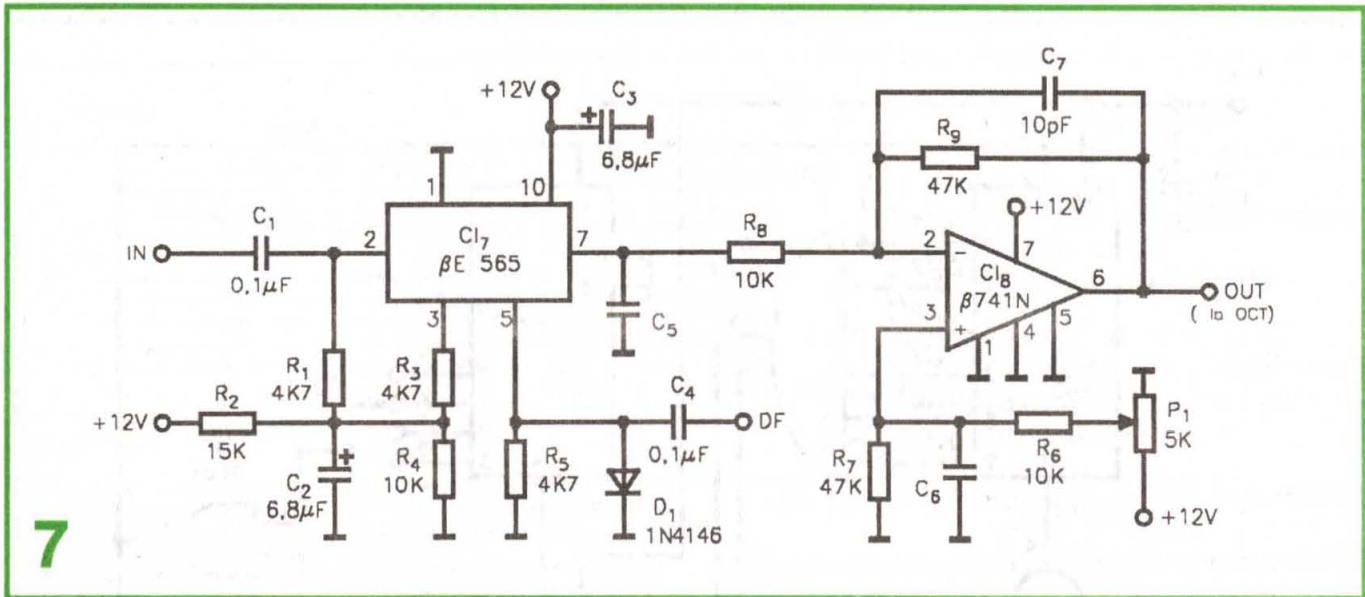 C7
10pF
+12V
C3
+
6,8µF
R9
47K
1
10
+12V
C1
IN
0,1µF
2
CI7
βE 565
7
R8
10K
2
−
7
CI8
β741N
6
OUT
3
+
1
4
5
3
5
C5
R1
4K7
R3
4K7
C4
DF
0,1µF
R2
+12V
15K
+
C2
6,8µF
R4
10K
R5
4K7
D1
1N4146
R7
47K
C6
R6
10K
P1
5K
+12V
7